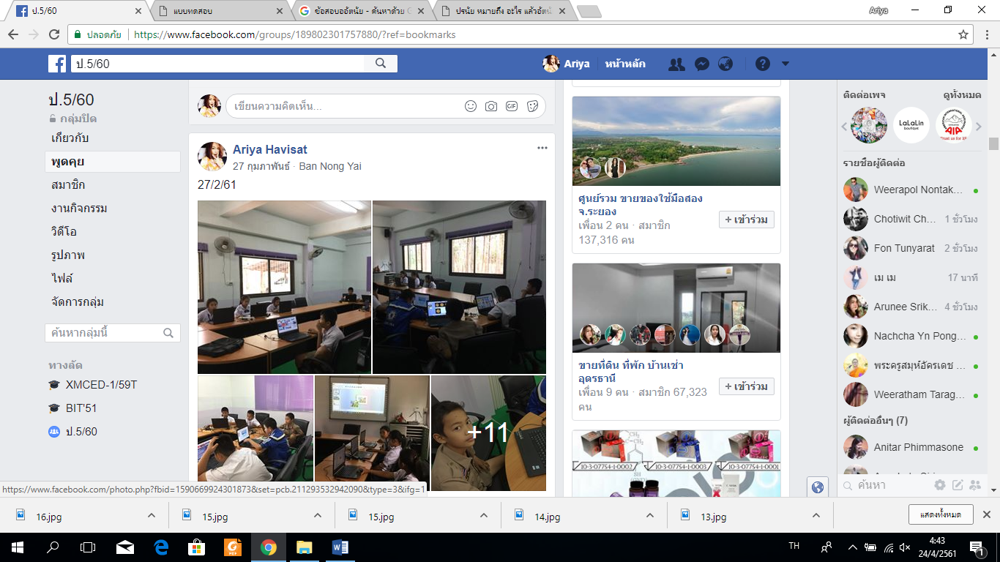 ป.5/60
แบบทดสอบ
ข้อสอบอัตนัย - ค้นหาด้วย G
ปรนัย หมายถึง อะไร แล้วอัตนั
Ariya
ปลอดภัย
https://www.facebook.com/groups/189802301757880/?ref=bookmarks
ป.5/60
Ariya
หน้าหลัก
ป.5/60
กลุ่มปิด
เกี่ยวกับ
พูดคุย
สมาชิก
งานกิจกรรม
วิดีโอ
รูปภาพ
ไฟล์
จัดการกลุ่ม
ค้นหากลุ่มนี้
ทางลัด
XMCED-1/59T
BIT'51
ป.5/60
เขียนความคิดเห็น...
GIF
Ariya Havisat
27 กุมภาพันธ์ · Ban Nong Yai
27/2/61
+11
ศูนย์รวม ขายของใช้มือสอง
จ.ระยอง
เพื่อน 2 คน · สมาชิก
137,316 คน
+ เข้าร่วม
ขายที่ดิน ที่พัก บ้านเช่า
อุดรธานี
เพื่อน 9 คน · สมาชิก 67,323
คน
+ เข้าร่วม
10-3-07754-1-0002
10-3-07754-1-0003
10-3-07754-1-0001
ติดต่อเพจ
ดูทั้งหมด
LaLaLin
boutique
AIP
Trust us for life
รายชื่อผู้ติดต่อ
Weerapol Nontak...
Chotiwit Ch... 1 ชั่วโมง
Fon Tunyarat 2 ชั่วโมง
เม เม 17 นาที
Arunee Srik... 4 ชั่วโมง
Nachcha Yn Pong...
พระครูสมุห์อัครเดช ...
Weeratham Tarag...
ผู้ติดต่ออื่นๆ (7)
Anitar Phimmasone
ค้นหา
https://www.facebook.com/photo.php?fbid=1590669924301873&set=pcb.211293532942090&type=3&ifg=1
16.jpg
15.jpg
15.jpg
14.jpg
13.jpg
แสดงทั้งหมด
TH
4:43
24/4/2561
1